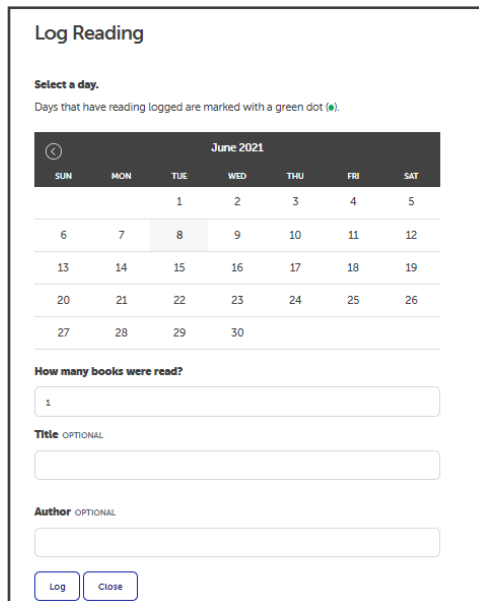 Log Reading
Select a day.
Days that have reading logged are marked with a green dot (●).
June 2021
SUN MON TUE WED THU FRI SAT
1 2 3 4 5
6 7 8 9 10 11 12
13 14 15 16 17 18 19
20 21 22 23 24 25 26
27 28 29 30
How many books were read?
1
Title OPTIONAL
Author OPTIONAL
Log Close